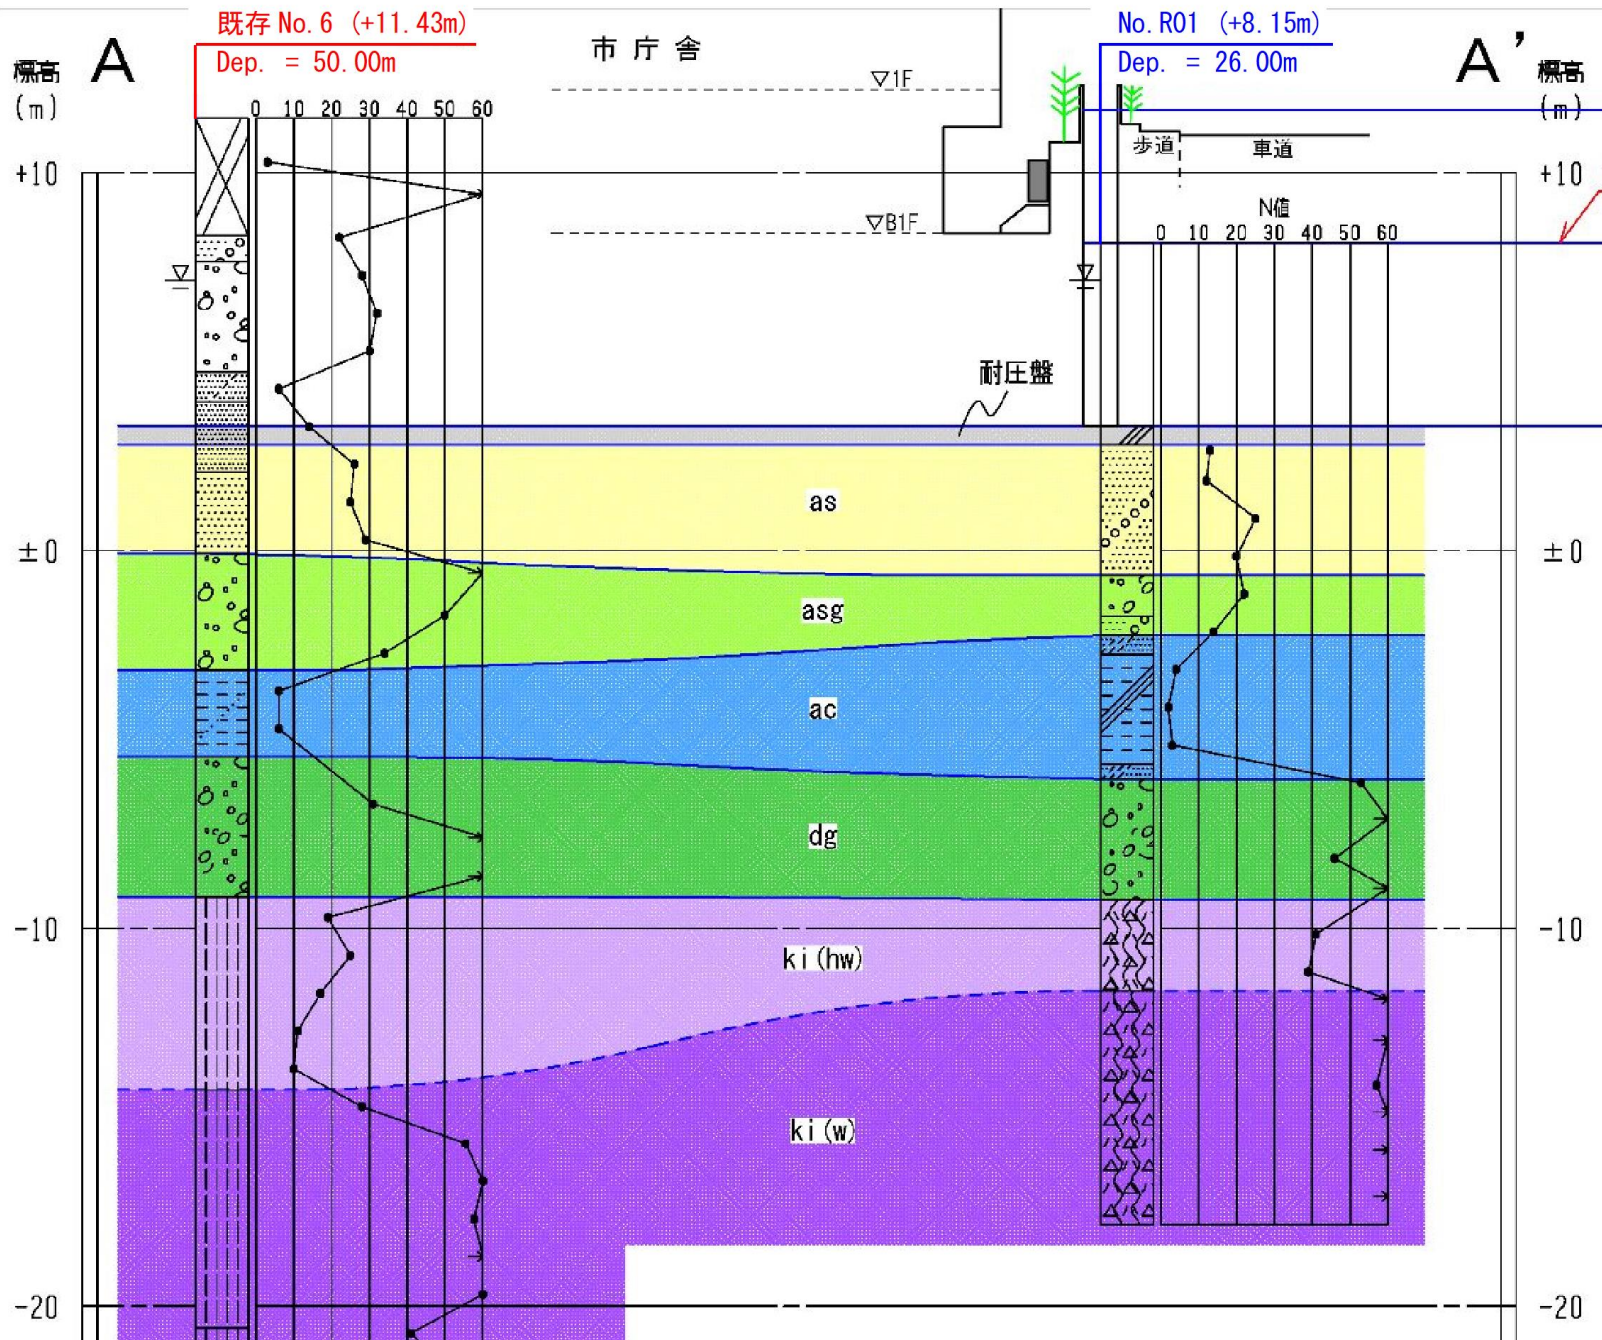 既存 No.6 (+11.43m)
Dep. = 50.00m
No.R01 (+8.15m)
Dep. = 26.00m
A
A’
標高
(m)
標高
(m)
市庁舎
▽1F
0 10 20 30 40 50 60
歩道
車道
+10
+10
N値
▽B1F
0 10 20 30 40 50 60
耐圧盤
as
±0
±0
asg
ac
dg
-10
-10
ki(hw)
ki(w)
-20
-20